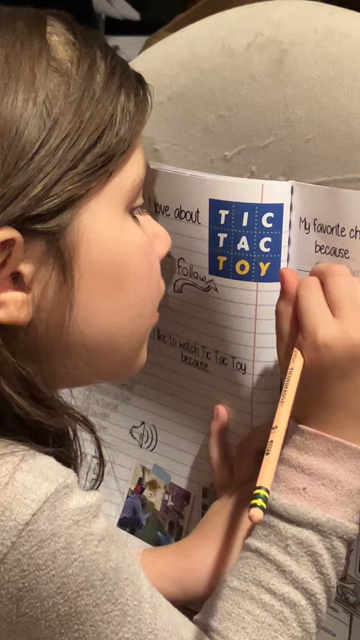 love about
TIC
TAC
TOY
My favorite ch
because
follow
I like to watch Tic Tac Toy
because